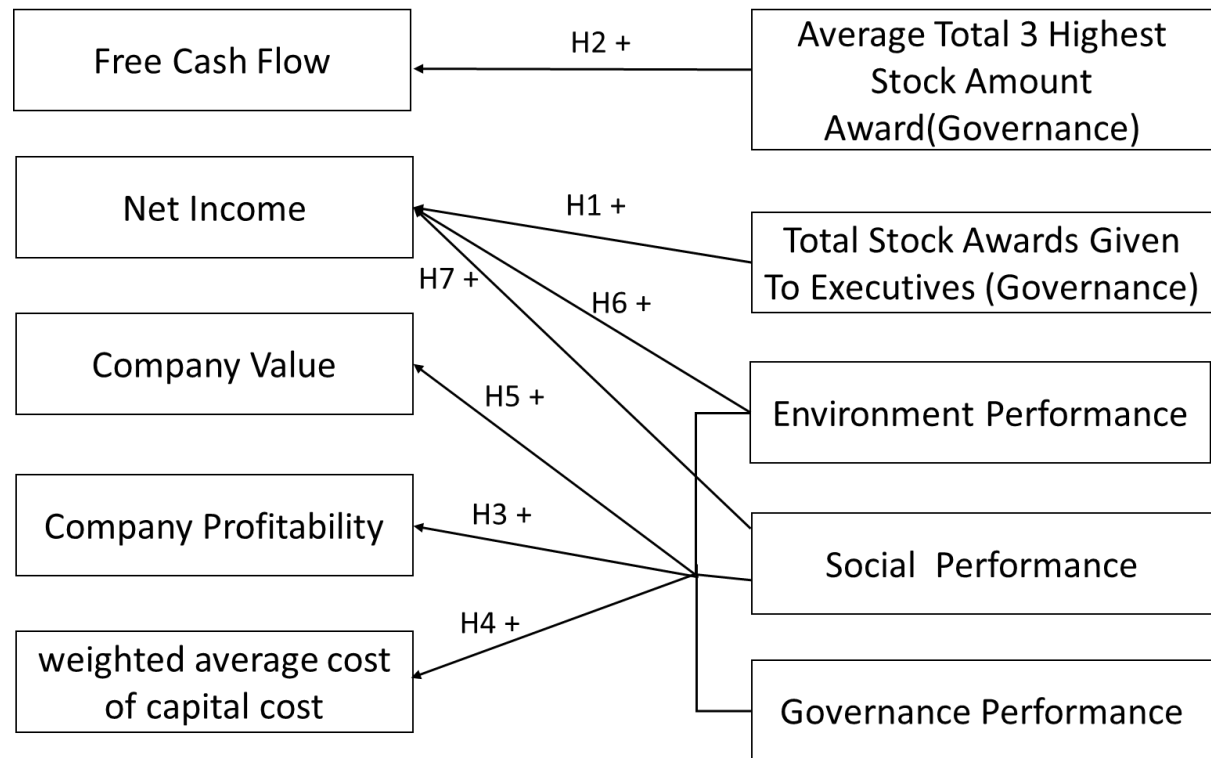 Free Cash Flow
H2 +
Average Total 3 Highest
Stock Amount
Award(Governance)
Net Income
H1 +
Total Stock Awards Given
To Executives (Governance)
H7 +
H6 +
Company Value
H5 +
Environment Performance
Company Profitability
H3 +
Social Performance
H4 +
weighted average cost
of capital cost
Governance Performance